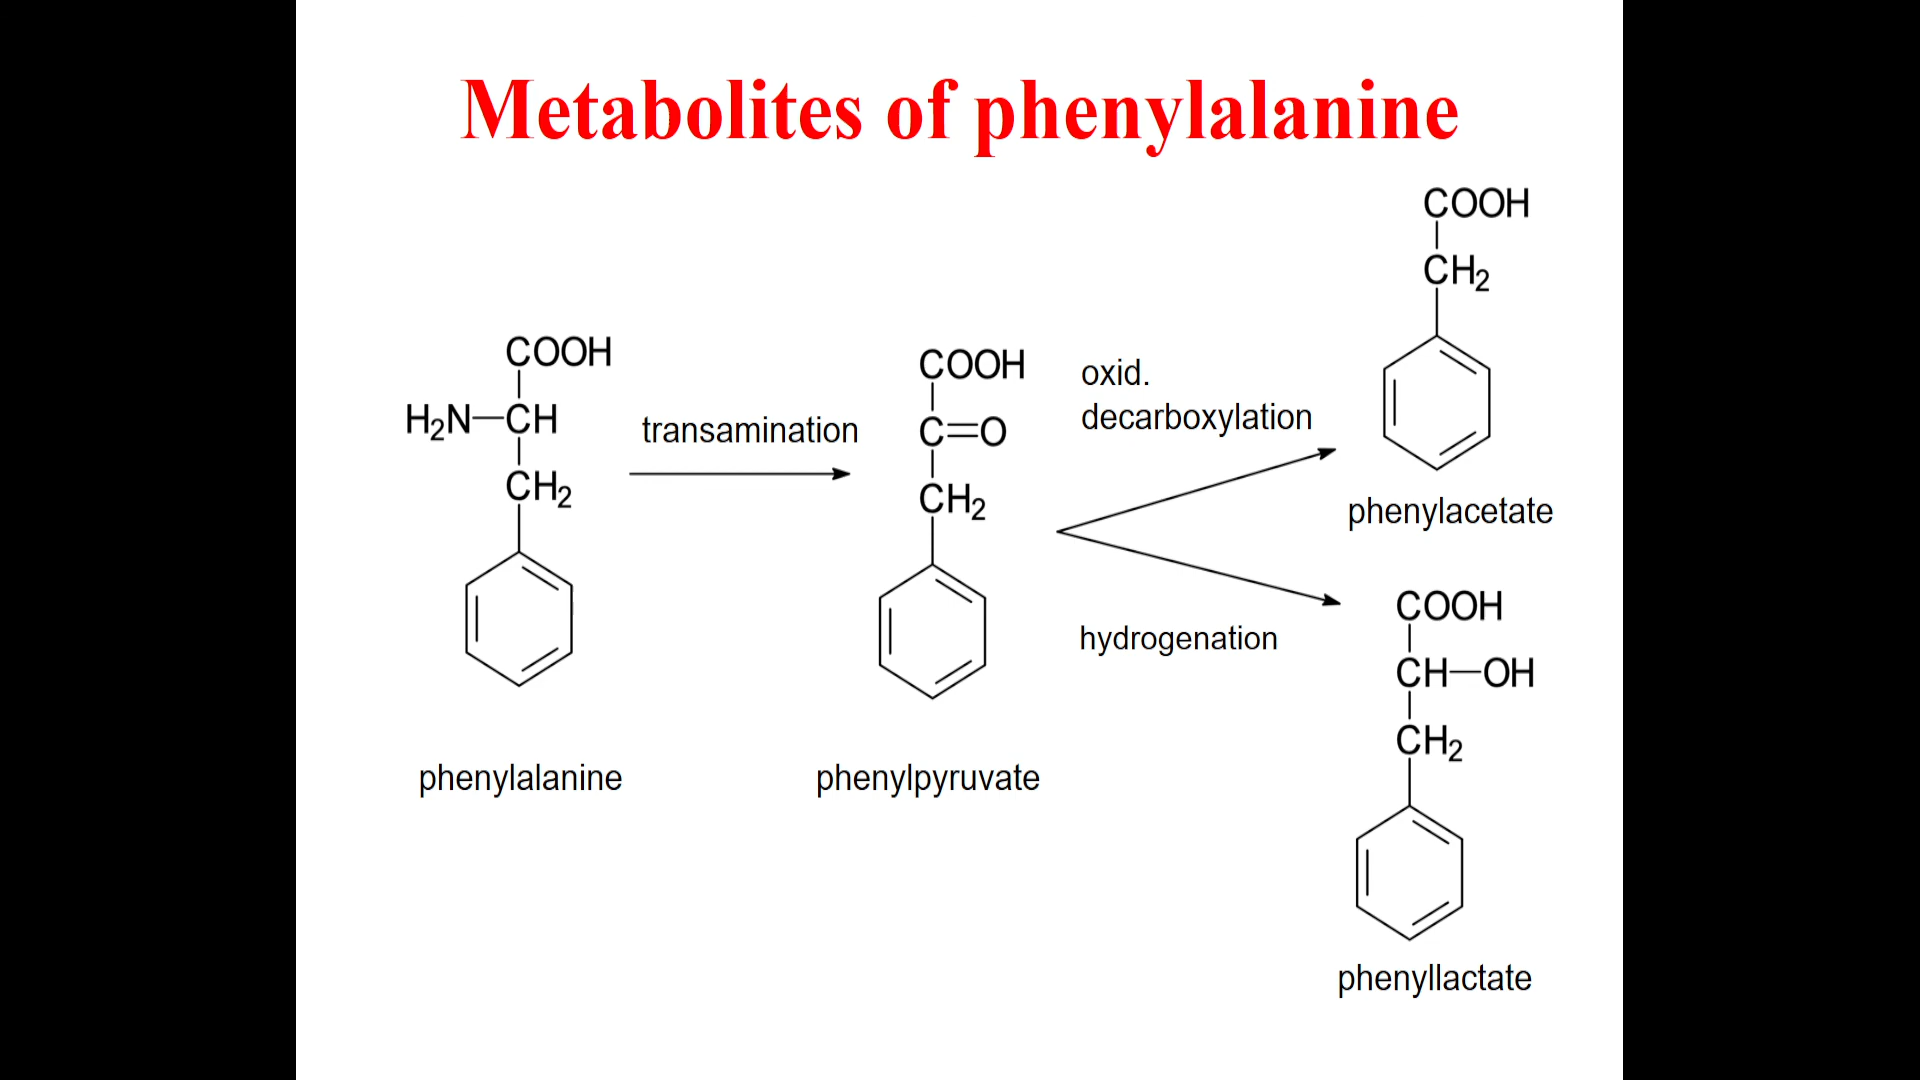 Metabolites of phenylalanine
COOH
H₂N—CH
CH₂
phenylalanine
transamination
COOH
C=O
CH₂
phenylpyruvate
oxid.
decarboxylation
COOH
CH₂
phenylacetate
hydrogenation
COOH
CH—OH
CH₂
phenyllactate